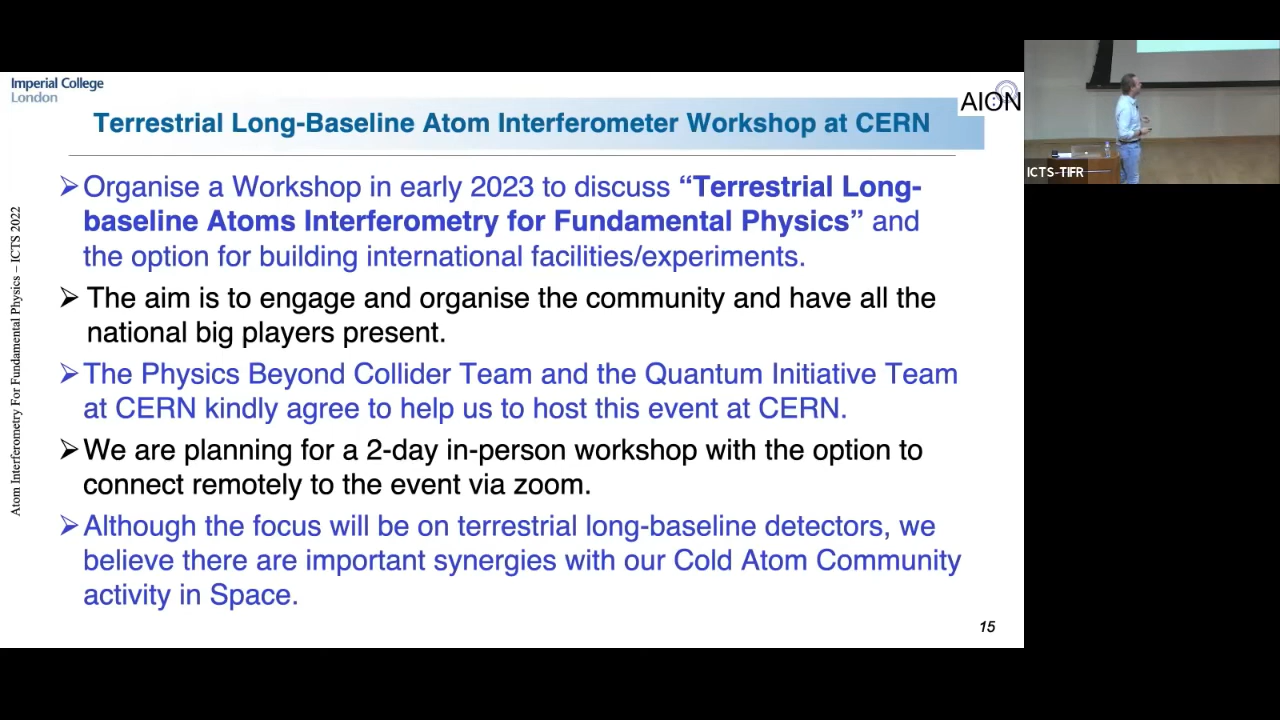 Imperial College
London
AION
Terrestrial Long-Baseline Atom Interferometer Workshop at CERN
Organise a Workshop in early 2023 to discuss “Terrestrial Long-
baseline Atoms Interferometry for Fundamental Physics” and
the option for building international facilities/experiments.
The aim is to engage and organise the community and have all the
national big players present.
The Physics Beyond Collider Team and the Quantum Initiative Team
at CERN kindly agree to help us to host this event at CERN.
We are planning for a 2-day in-person workshop with the option to
connect remotely to the event via zoom.
Although the focus will be on terrestrial long-baseline detectors, we
believe there are important synergies with our Cold Atom Community
activity in Space.
15
Atom Interferometry For Fundamental Physics – ICTS 2022
ICTS-TIFR